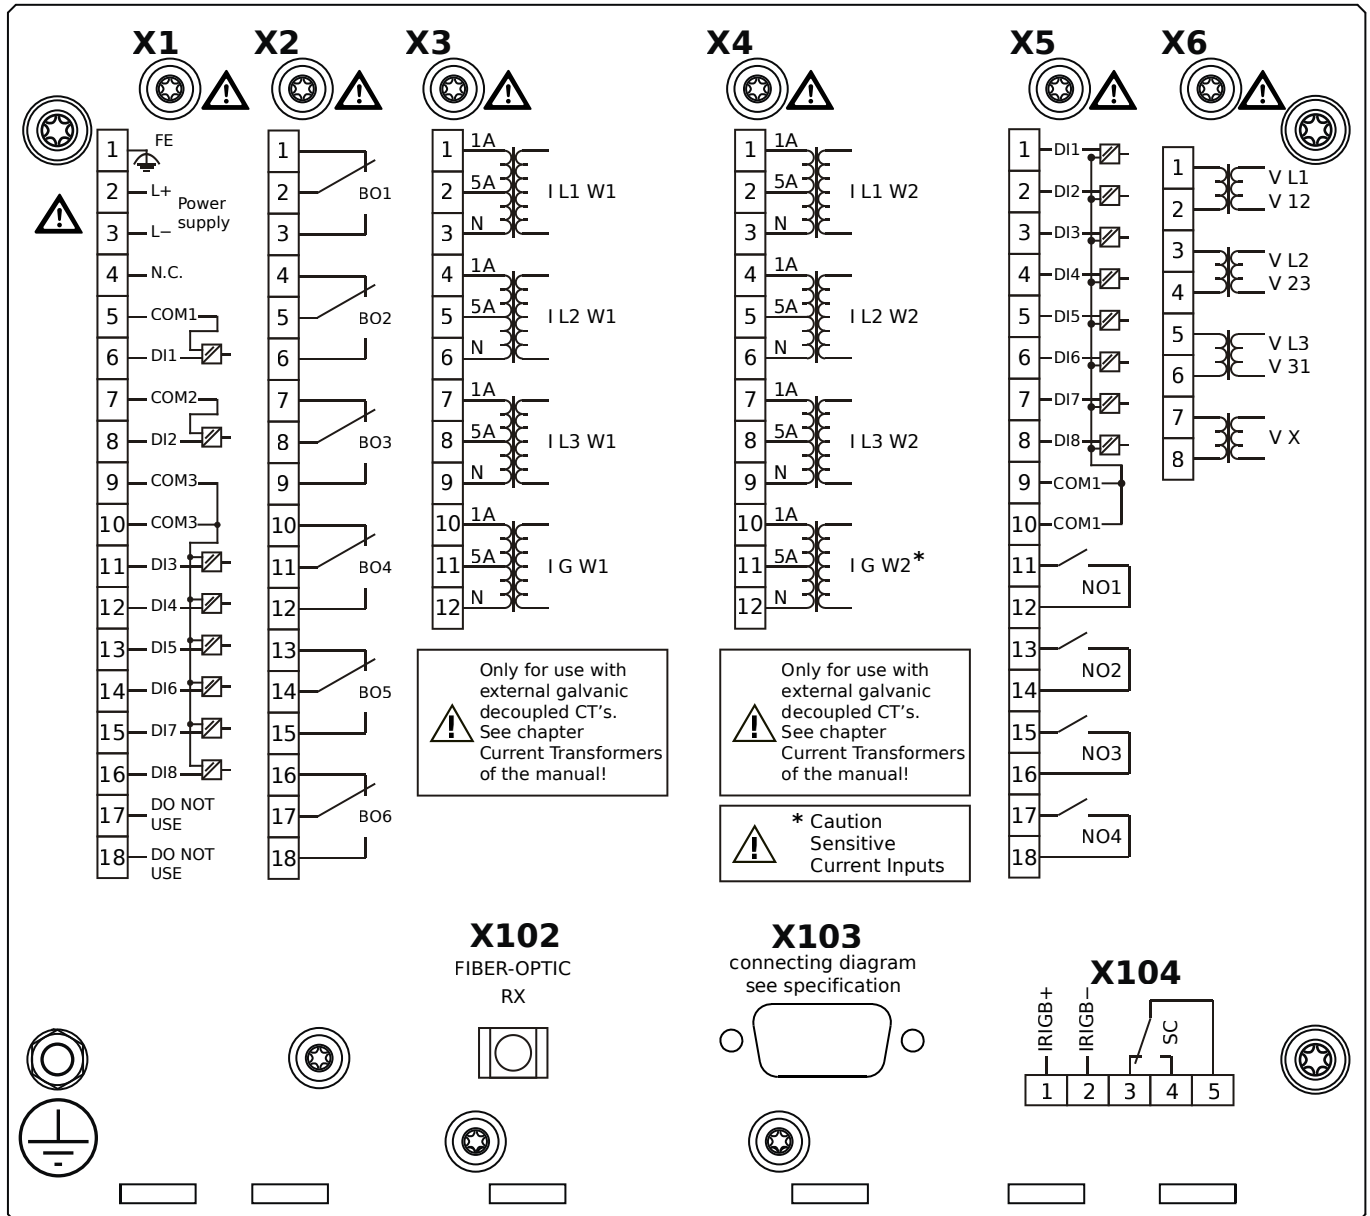 X1
X2
X3
X4
X5
X6
1 FE
2 L+ Power
supply
3 L−
4 N.C.
5 COM1
6 DI1
7 COM2
8 DI2
9 COM3
10 COM3
11 DI3
12 DI4
13 DI5
14 DI6
15 DI7
16 DI8
17 DO NOT
USE
18 DO NOT
USE
1
2 BO1
3
4
5 BO2
6
7
8 BO3
9
10
11 BO4
12
13
14 BO5
15
16
17 BO6
18
1 1A
2 5A I L1 W1
3 N
4 1A
5 5A I L2 W1
6 N
7 1A
8 5A I L3 W1
9 N
10 1A
11 5A I G W1
12 N
Only for use with
external galvanic
decoupled CT's.
See chapter
Current Transformers
of the manual!
1 1A
2 5A I L1 W2
3 N
4 1A
5 5A I L2 W2
6 N
7 1A
8 5A I L3 W2
9 N
10 1A
11 5A I G W2*
12 N
Only for use with
external galvanic
decoupled CT's.
See chapter
Current Transformers
of the manual!
* Caution
Sensitive
Current Inputs
1 DI1
2 DI2
3 DI3
4 DI4
5 DI5
6 DI6
7 DI7
8 DI8
9 COM1
10 COM1
11
NO1
12
13
NO2
14
15
NO3
16
17
NO4
18
1 V L1
2 V 12
3 V L2
4 V 23
5 V L3
6 V 31
7
V X
8
X102
FIBER-OPTIC
RX
X103
connecting diagram
see specification
X104
IRIGB+
IRIGB−
SC
1 2 3 4 5